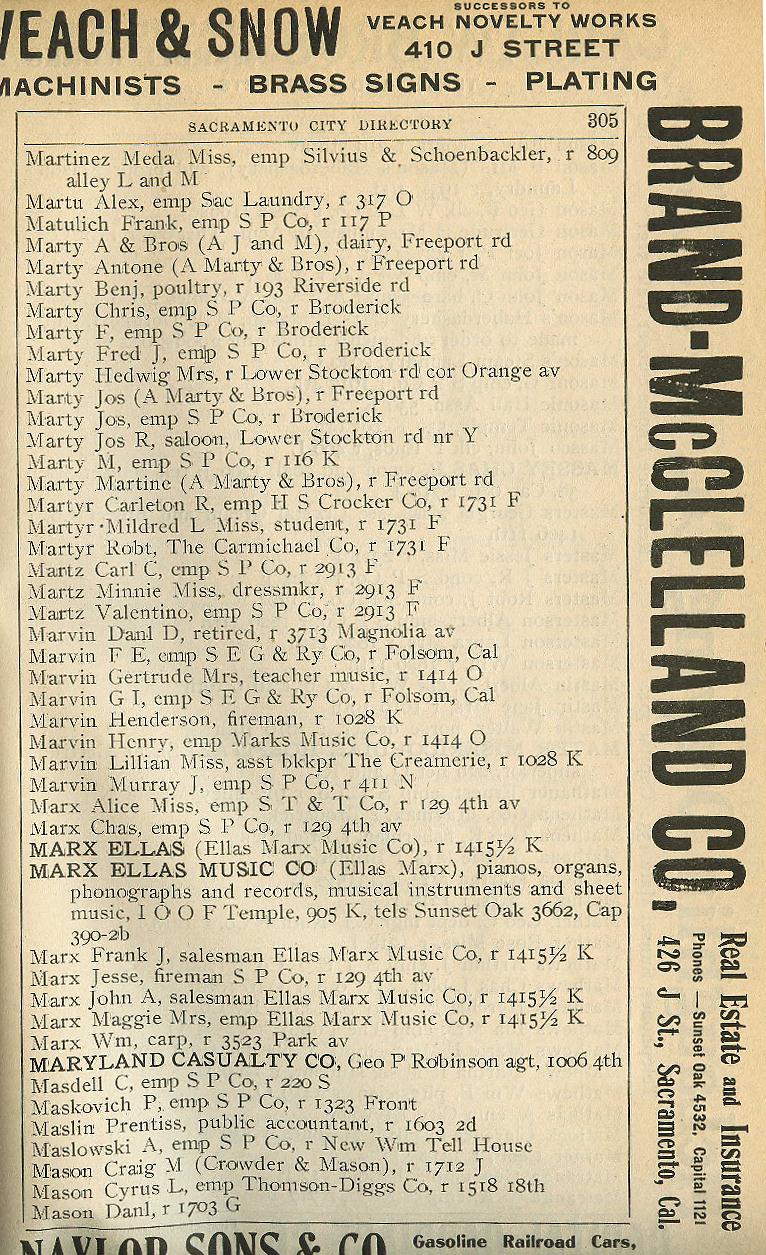 VEACH & SNOW
SUCCESSORS TO
VEACH NOVELTY WORKS
410 J STREET
MACHINISTS - BRASS SIGNS - PLATING
SACRAMENTO CITY DIRECTORY 305
Martinez Meda Miss, emp Silvius & Schoenbackler, r 809
alley L and M
Martu Alex, emp Sac Laundry, r 317 O
Matulich Frank, emp S P Co, r 117 P
Marty A & Bros (A J and M), dairy, Freeport rd
Marty Antone (A Marty & Bros), r Freeport rd
Marty Benj, poultry, r 193 Riverside rd
Marty Chris, emp S P Co, r Broderick
Marty F, emp S P Co, r Broderick
Marty Fred J, emp S P Co, r Broderick
Marty Hedwig Mrs, r Lower Stockton rd cor Orange av
Marty Jos (A Marty & Bros), r Freeport rd
Marty Jos, emp S P Co, r Broderick
Marty Jos R, saloon, Lower Stockton rd nr Y
Marty M, emp S P Co, r 116 K
Marty Martine (A Marty & Bros), r Freeport rd
Martyr Carleton R, emp H S Crocker Co, r 1731 F
Martyr Mildred L Miss, student, r 1731 F
Martyr Robt, The Carmichael Co, r 1731 F
Martz Carl C, emp S P Co, r 2913 F
Martz Minnie Miss, dressmkr, r 2913 F
Martz Valentino, emp S P Co, r 2913 F
Marvin Danl D, retired, r 3713 Magnolia av
Marvin F E, emp S E G & Ry Co, r Folsom, Cal
Marvin Gertrude Mrs, teacher music, r 1414 O
Marvin G I, emp S E G & Ry Co, r Folsom, Cal
Marvin Henderson, fireman, r 1028 K
Marvin Henry, emp Marks Music Co, r 1414 O
Marvin Lillian Miss, asst bkkpr The Creamerie, r 1028 K
Marvin Murray J, emp S P Co, r 411 N
Marx Alice Miss, emp S T & T Co, r 129 4th av
Marx Chas, emp S P Co, r 129 4th av
MARX ELLAS (Ellas Marx Music Co), r 1415½ K
MARX ELLAS MUSIC CO (Ellas Marx), pianos, organs,
phonographs and records, musical instruments and sheet
music, I O O F Temple, 905 K, tels Sunset Oak 3662, Cap
390-2b
Marx Frank J, salesman Ellas Marx Music Co, r 1415½ K
Marx Jesse, fireman S P Co, r 129 4th av
Marx John A, salesman Ellas Marx Music Co, r 1415½ K
Marx Maggie Mrs, emp Ellas Marx Music Co, r 1415½ K
Marx Wm, carp, r 3523 Park av
MARYLAND CASUALTY CO, Geo P Robinson agt, 1006 4th
Masdell C, emp S P Co, r 220 S
Maskovich P, emp S P Co, r 1323 Front
Maslin Prentiss, public accountant, r 1603 2d
Maslowski A, emp S P Co, r New Wm Tell House
Mason Craig M (Crowder & Mason), r 1712 J
Mason Cyrus L, emp Thomson-Diggs Co, r 1518 18th
Mason Danl, r 1703 G
BRAND-McCLELLAND CO.
Real Estate and Insurance
Phones — Sunset Oak 4532, Capital 1121
426 J St., Sacramento, Cal.
NAYLOR SONS & CO
Gasoline Railroad Cars,